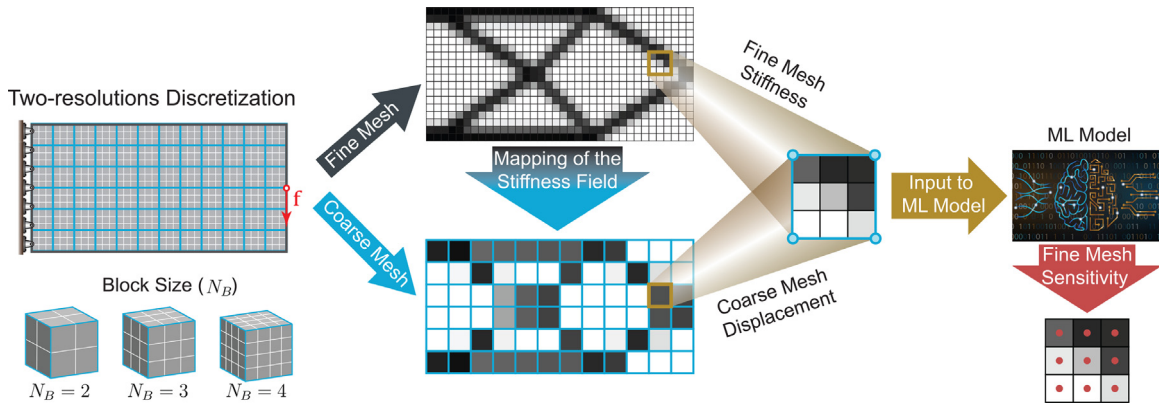 Two-resolutions Discretization
f
Block Size (N_B)
N_B = 2
N_B = 3
N_B = 4
Fine Mesh
Coarse Mesh
Mapping of the
Stiffness Field
Fine Mesh
Stiffness
Coarse Mesh
Displacement
Input to
ML Model
ML Model
Fine Mesh
Sensitivity